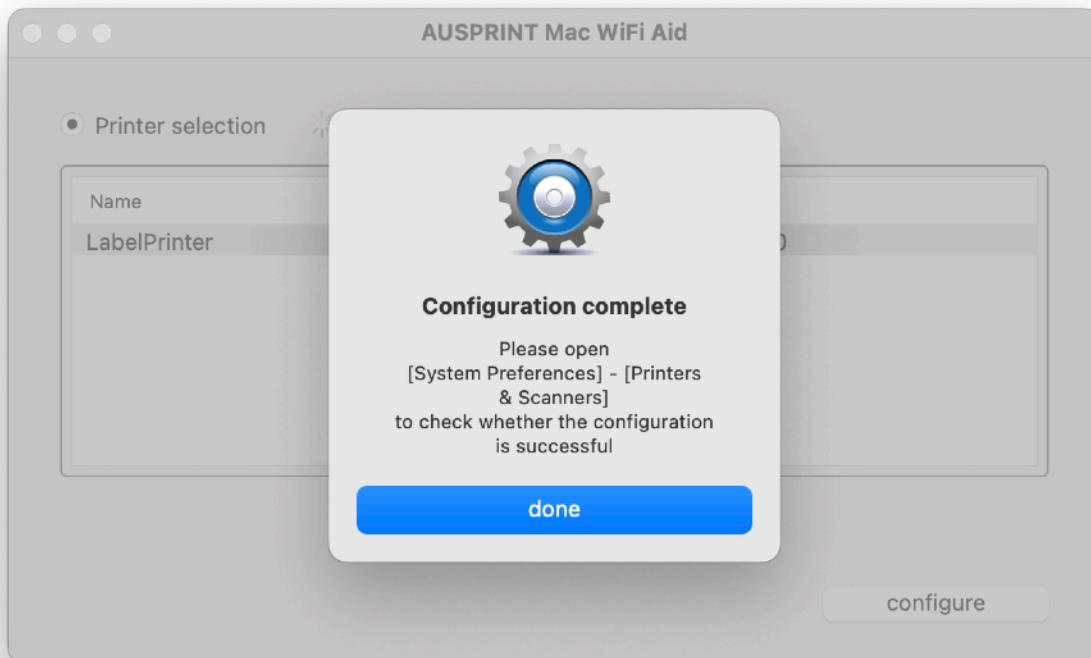 AUSPRINT Mac WiFi Aid
Printer selection
Name
LabelPrinter
Configuration complete
Please open
[System Preferences] - [Printers
& Scanners]
to check whether the configuration
is successful
done
configure